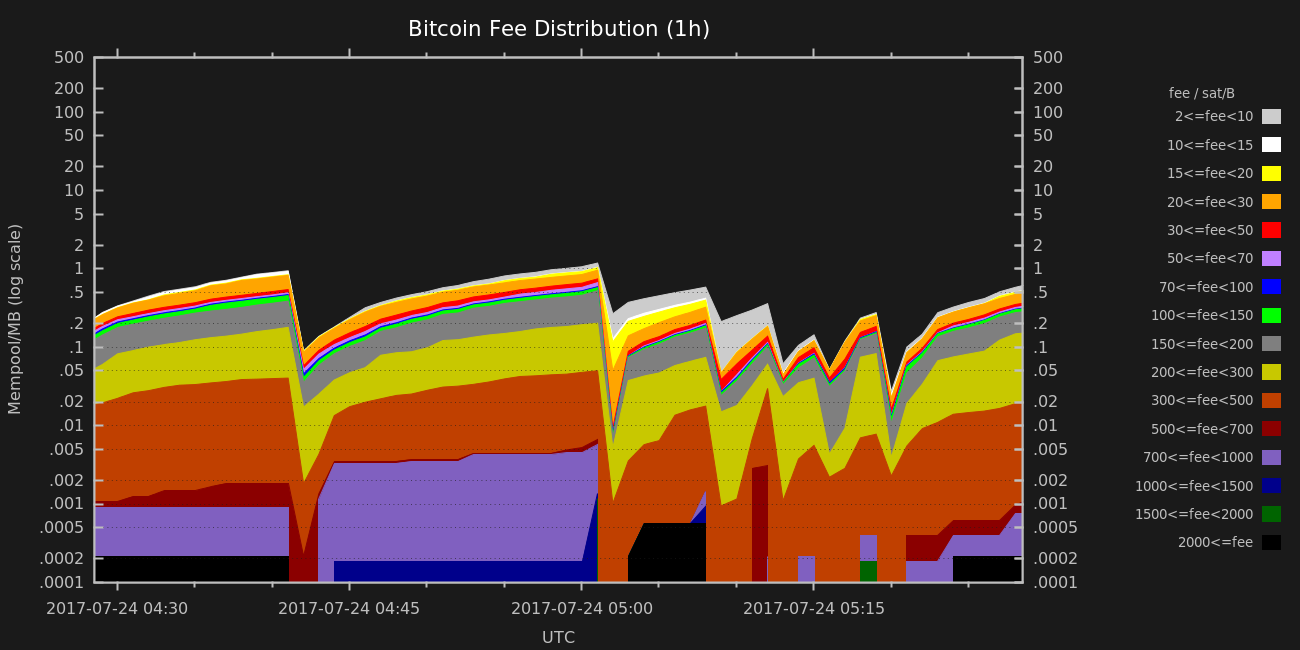 Bitcoin Fee Distribution (1h)
500 500
200 200
100 100
50 50
20 20
10 10
5 5
2 2
1 1
.5 .5
.2 .2
.1 .1
.05 .05
.02 .02
.01 .01
.005 .005
.002 .002
.001 .001
.0005 .0005
.0002 .0002
.0001 .0001
Mempool/MB (log scale)
2017-07-24 04:30 2017-07-24 04:45 2017-07-24 05:00 2017-07-24 05:15
UTC
fee / sat/B
2<=fee<10
10<=fee<15
15<=fee<20
20<=fee<30
30<=fee<50
50<=fee<70
70<=fee<100
100<=fee<150
150<=fee<200
200<=fee<300
300<=fee<500
500<=fee<700
700<=fee<1000
1000<=fee<1500
1500<=fee<2000
2000<=fee